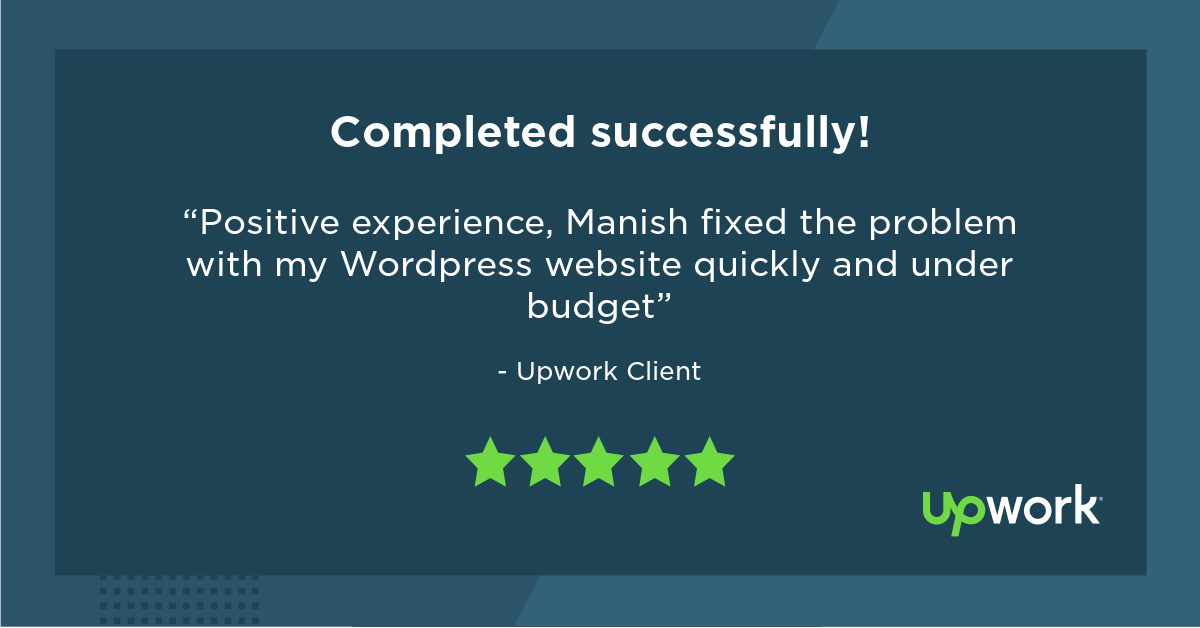 Completed successfully!
“Positive experience, Manish fixed the problem
with my Wordpress website quickly and under
budget”
- Upwork Client
upwork